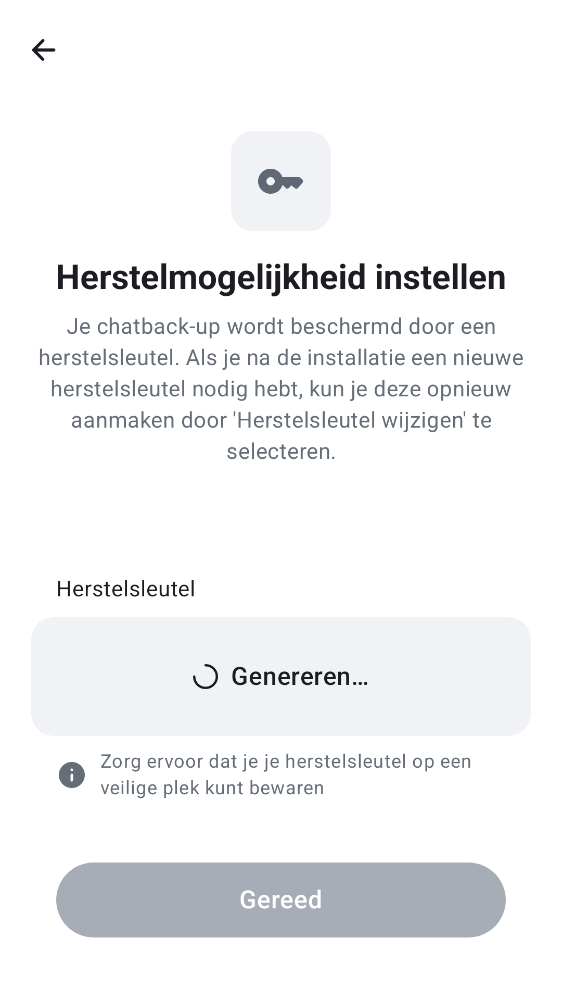 Herstelmogelijkheid instellen
Je chatback-up wordt beschermd door een
herstelsleutel. Als je na de installatie een nieuwe
herstelsleutel nodig hebt, kun je deze opnieuw
aanmaken door 'Herstelsleutel wijzigen' te
selecteren.
Herstelsleutel
Genereren...
Zorg ervoor dat je je herstelsleutel op een
veilige plek kunt bewaren
Gereed